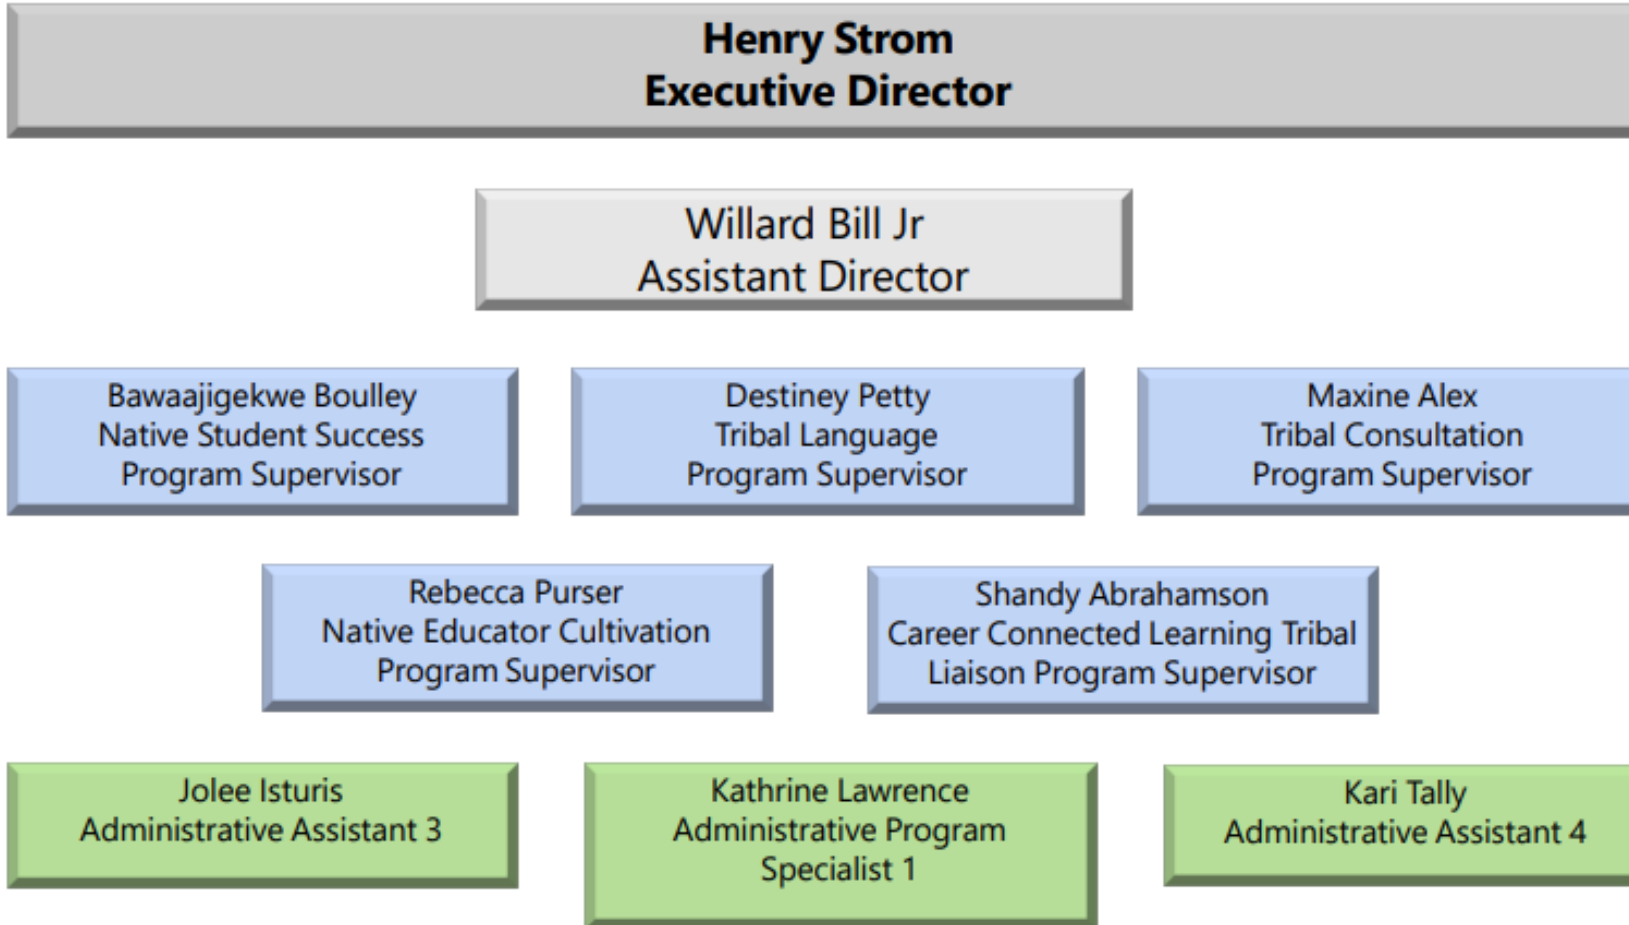 Henry Strom
Executive Director
Willard Bill Jr
Assistant Director
Bawaajigekwe Boulley
Native Student Success
Program Supervisor
Destiney Petty
Tribal Language
Program Supervisor
Maxine Alex
Tribal Consultation
Program Supervisor
Rebecca Purser
Native Educator Cultivation
Program Supervisor
Shandy Abrahamson
Career Connected Learning Tribal
Liaison Program Supervisor
Jolee Isturis
Administrative Assistant 3
Kathrine Lawrence
Administrative Program
Specialist 1
Kari Tally
Administrative Assistant 4